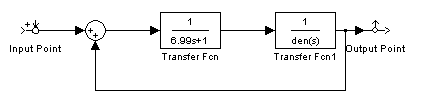 Input Point
1
6.99s+1
Transfer Fcn
1
den(s)
Transfer Fcn1
Output Point